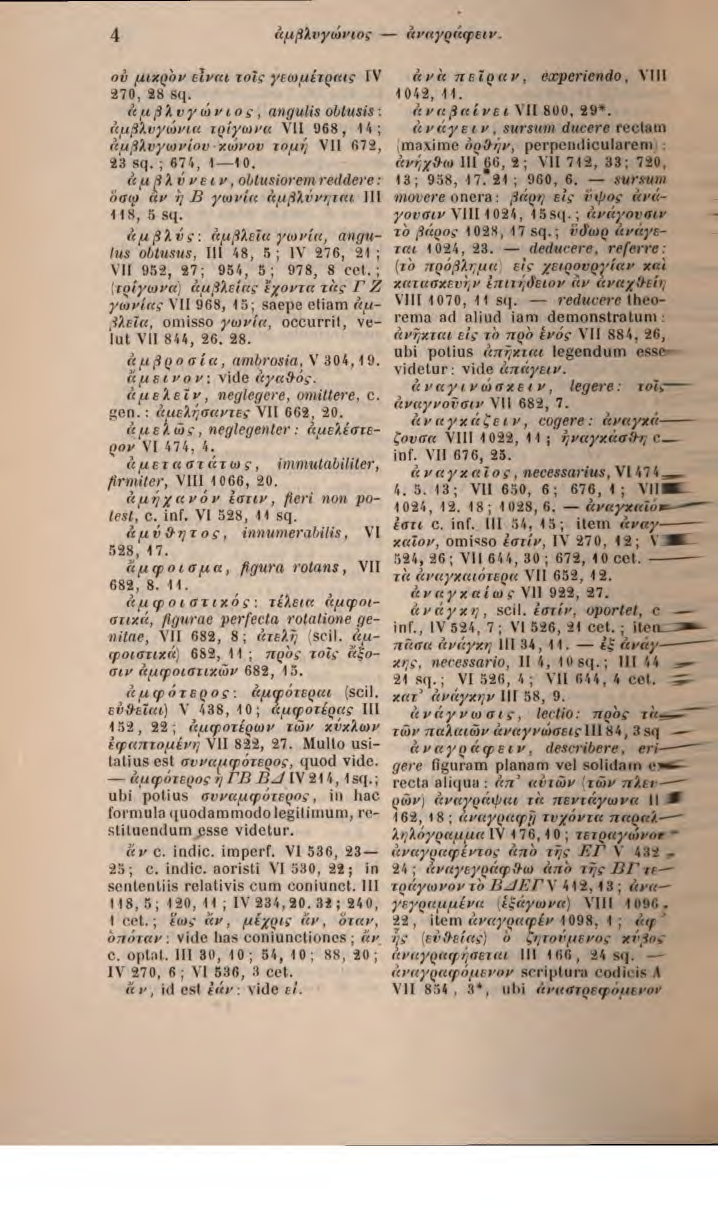 4 ἀμβλυγώνιος — ἀναγράφειν.
οὐ μικρὸν εἶναι τοῖς γεωμέτραις IV
270, 28 sq.
ἀμβλυγώνιος, angulis obtusis:
ἀμβλυγώνια τρίγωνα VII 968, 14;
ἀμβλυγωνίου κώνου τομή VII 672,
23 sq.; 674, 1—10.
ἀμβλύνειν, obtusiorem reddere:
ὅσῳ ἂν ἡ Β γωνία ἀμβλύνηται III
118, 5 sq.
ἀμβλύς: ἀμβλεῖα γωνία, angu-
lus obtusus, III 48, 5; IV 276, 21;
VII 952, 27; 954, 5; 978, 8 cet.;
(τρίγωνα) ἀμβλείας ἔχοντα τὰς Γ Ζ
γωνίας VII 968, 15; saepe etiam ἀμ-
βλεῖα, omisso γωνία, occurrit, ve-
lut VII 844, 26. 28.
ἀμβροσία, ambrosia, V 304, 19.
ἄμεινον: vide ἀγαθός.
ἀμελεῖν, neglegere, omittere, c.
gen.: ἀμελήσαντες VII 662, 20.
ἀμελῶς, neglegenter: ἀμελέστε-
ρον VI 474, 4.
ἀμεταστάτως, immutabiliter,
firmiter, VIII 1066, 20.
ἀμήχανόν ἐστιν, fieri non po-
test, c. inf. VI 528, 11 sq.
ἀμύθητος, innumerabilis, VI
528, 17.
ἄμφοισμα, figura rotans, VII
682, 8. 11.
ἀμφοιστικός: τέλεια ἀμφοι-
στικά, figurae perfecta rotatione ge-
nitae, VII 682, 8; ἀτελῆ (scil. ἀμ-
φοιστικά) 682, 11; πρὸς τοῖς ἄξο-
σιν ἀμφοιστικῶν 682, 15.
ἀμφότερος: ἀμφότεραι (scil.
εὐθεῖαι) V 438, 10; ἀμφοτέρας III
152, 22; ἀμφοτέρων τῶν κύκλων
ἐφαπτομένη VII 822, 27. Multo usi-
tatius est συναμφότερος, quod vide.
— ἀμφότερος ἡ ΓΒ ΒΔ IV 214, 1 sq.;
ubi potius συναμφότερος, in hac
formula quodammodo legitimum, re-
stituendum esse videtur.
ἄν c. indic. imperf. VI 536, 23—
25; c. indic. aoristi VI 530, 22; in
sententiis relativis cum coniunct. III
118, 5; 120, 11; IV 234, 20. 32; 240,
1 cet.; ἕως ἄν, μέχρις ἄν, ὅταν,
ὁπόταν: vide has coniunctiones; ἄν
c. optat. III 30, 10; 54, 10; 88, 20;
IV 270, 6; VI 536, 3 cet.
ἄν, id est ἐάν: vide εἰ.
ἀνὰ πεῖραν, experiendo, VIII
1042, 11.
ἀναβαίνει VII 800, 29*.
ἀνάγειν, sursum ducere rectam
(maxime ὀρθήν, perpendicularem):
ἀνήχθω III 66, 2; VII 712, 33; 720,
13; 958, 17. 21; 960, 6. — sursum
movere onera: βάρη εἰς ὕψος ἀνά-
γουσιν VIII 1024, 15 sq.; ἀνάγουσιν
τὸ βάρος 1028, 17 sq.; ὕδωρ ἀνάγε-
ται 1024, 23. — deducere, referre:
(τὸ πρόβλημα) εἰς χειρουργίαν καὶ
κατασκευὴν ἐπιτήδειον ἂν ἀναχθείη
VIII 1070, 11 sq. — reducere theo-
rema ad aliud iam demonstratum:
ἀνῆκται εἰς τὸ πρὸ ἑνός VII 884, 26,
ubi potius ἀπῆκται legendum esse
videtur: vide ἀπάγειν.
ἀναγινώσκειν, legere: τοῖς
ἀναγνοῦσιν VII 682, 7.
ἀναγκάζειν, cogere: ἀναγκά-
ζουσα VIII 1022, 11; ἠναγκάσθη c.
inf. VII 676, 25.
ἀναγκαῖος, necessarius, VI 474,
4. 5. 13; VII 650, 6; 676, 1; VIII
1024, 12. 18; 1028, 6. — ἀναγκαῖόν
ἐστι c. inf. III 54, 15; item ἀναγ-
καῖον, omisso ἐστίν, IV 270, 12; V
524, 26; VII 644, 30; 672, 10 cet.
τὰ ἀναγκαιότερα VII 652, 12.
ἀναγκαίως VII 922, 27.
ἀνάγκη, scil. ἐστίν, oportet, c
inf., IV 524, 7; VI 526, 21 cet.; item
πᾶσα ἀνάγκη III 34, 11. — ἐξ ἀνάγ-
κης, necessario, II 4, 10 sq.; III 44
21 sq.; VI 526, 4; VII 644, 4 cet.
κατ᾽ ἀνάγκην III 58, 9.
ἀνάγνωσις, lectio: πρὸς τὰς
τῶν παλαιῶν ἀναγνώσεις III 84, 3 sq
ἀναγράφειν, describere, eri-
gere figuram planam vel solidam e
recta aliqua: ἀπ᾽ αὐτῶν (τῶν πλευ-
ρῶν) ἀναγράψαι τὰ πεντάγωνα II
162, 18; ἀναγραφῇ τυχόντα παραλ-
ληλόγραμμα IV 176, 10; τετραγώνου
ἀναγραφέντος ἀπὸ τῆς ΕΓ V 432
24; ἀναγεγράφθω ἀπὸ τῆς ΒΓ τε-
τράγωνον τὸ ΒΔΕΓ V 412, 13; ἀνα-
γεγραμμένα (ἑξάγωνα) VIII 1096,
22, item ἀναγραφέν 1098, 1; ἀφ᾽
ἧς (εὐθείας) ὁ ζητούμενος κύβος
ἀναγραφήσεται III 166, 24 sq. —
ἀναγραφόμενον scriptura codicis A
VII 854, 3*, ubi ἀναστρεφόμενον